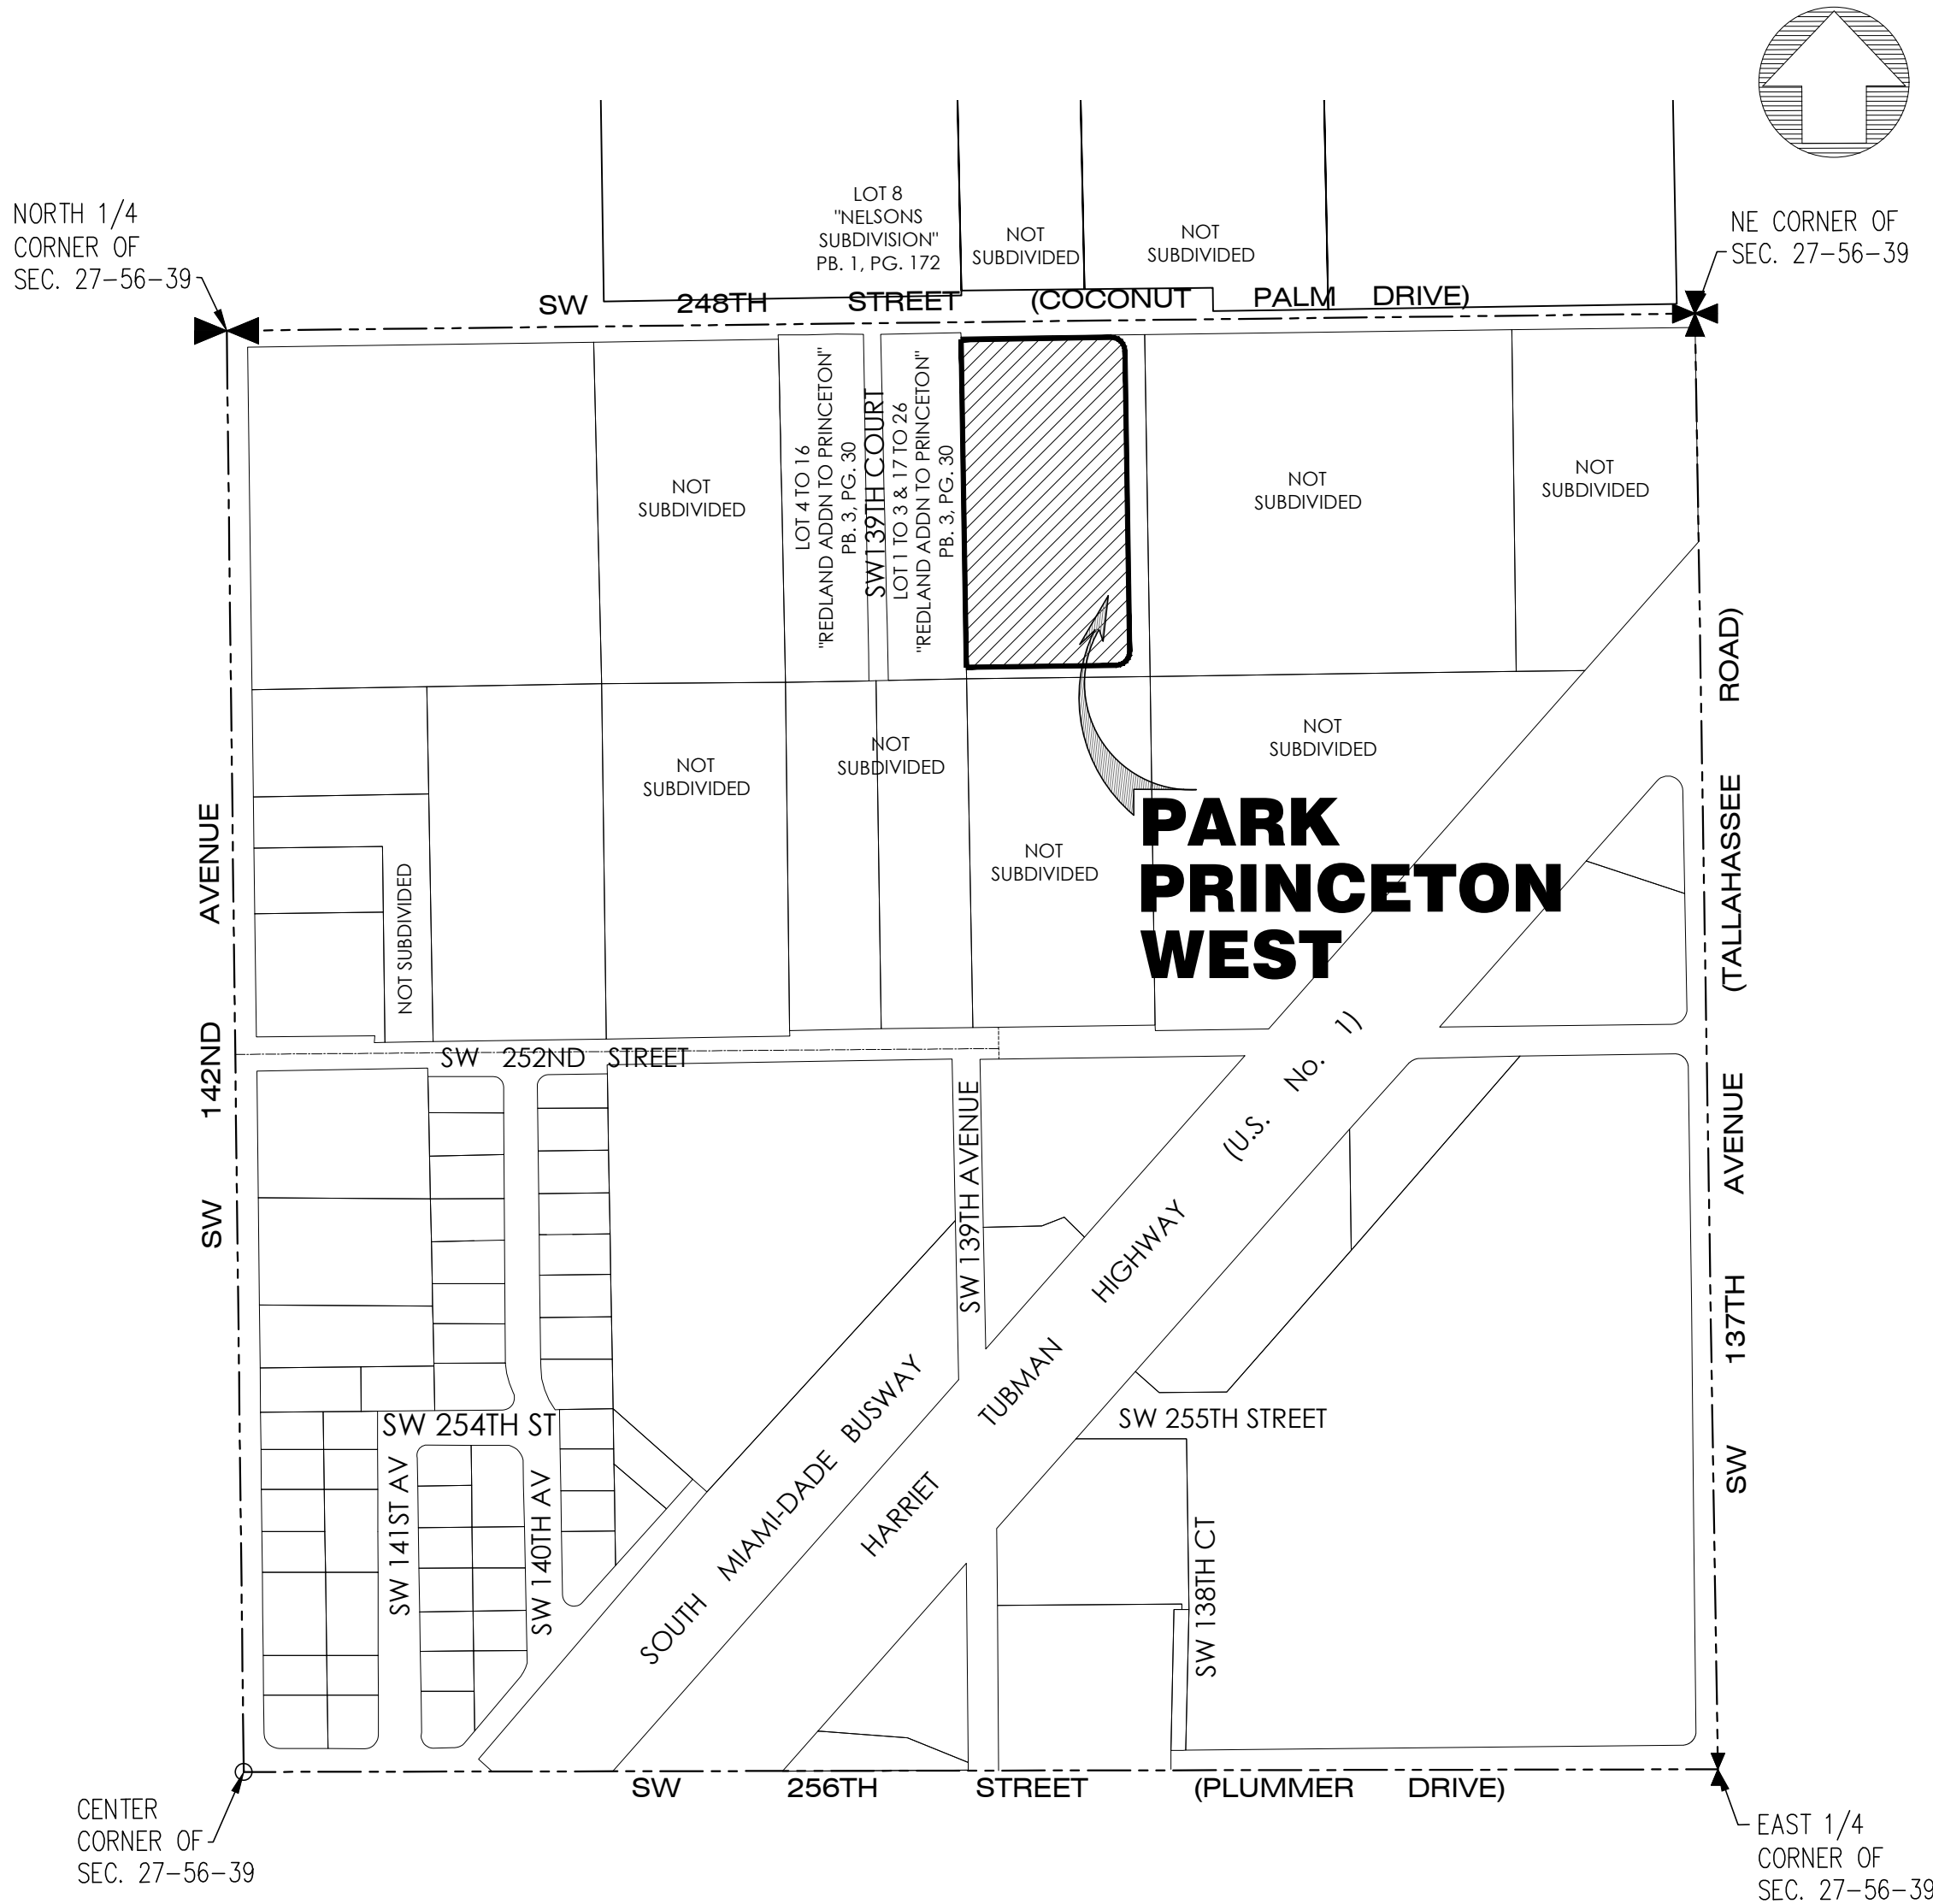 LOT 8
"NELSONS
SUBDIVISION"
PB. 1, PG. 172
NOT
SUBDIVIDED
NOT
SUBDIVIDED
NORTH 1/4
CORNER OF
SEC. 27-56-39
NE CORNER OF
SEC. 27-56-39
SW 248TH STREET (COCONUT PALM DRIVE)
NOT
SUBDIVIDED
LOT 4 TO 16
"REDLAND ADDN TO PRINCETON"
PB. 3, PG. 30
SW139TH COURT
LOT 1 TO 3 & 17 TO 26
"REDLAND ADDN TO PRINCETON"
PB. 3, PG. 30
NOT
SUBDIVIDED
NOT
SUBDIVIDED
NOT
SUBDIVIDED
NOT
SUBDIVIDED
NOT
SUBDIVIDED
NOT
SUBDIVIDED
NOT SUBDIVIDED
PARK
PRINCETON
WEST
SW 142ND AVENUE
SW 137TH AVENUE (TALLAHASSEE ROAD)
SW 252ND STREET
SW 139TH AVENUE
HARRIET TUBMAN HIGHWAY (U.S. No. 1)
SOUTH MIAMI-DADE BUSWAY
SW 254TH ST
SW 255TH STREET
SW 141ST AV
SW 140TH AV
SW 138TH CT
SW 256TH STREET (PLUMMER DRIVE)
CENTER
CORNER OF
SEC. 27-56-39
EAST 1/4
CORNER OF
SEC. 27-56-39